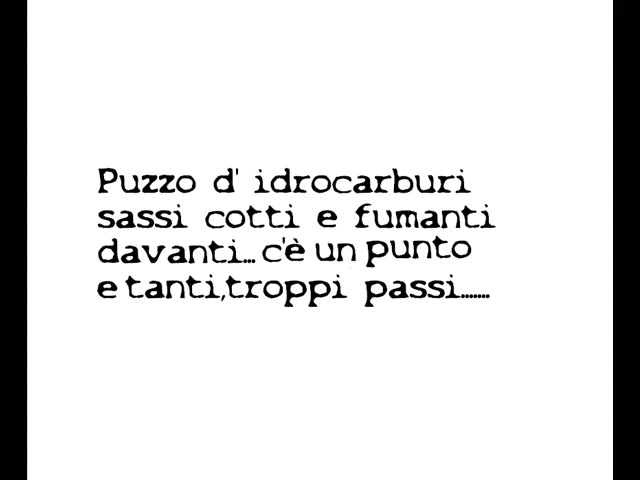 Puzzo d' idrocarburi
sassi cotti e fumanti
davanti... c'è un punto
e tanti,troppi passi.......